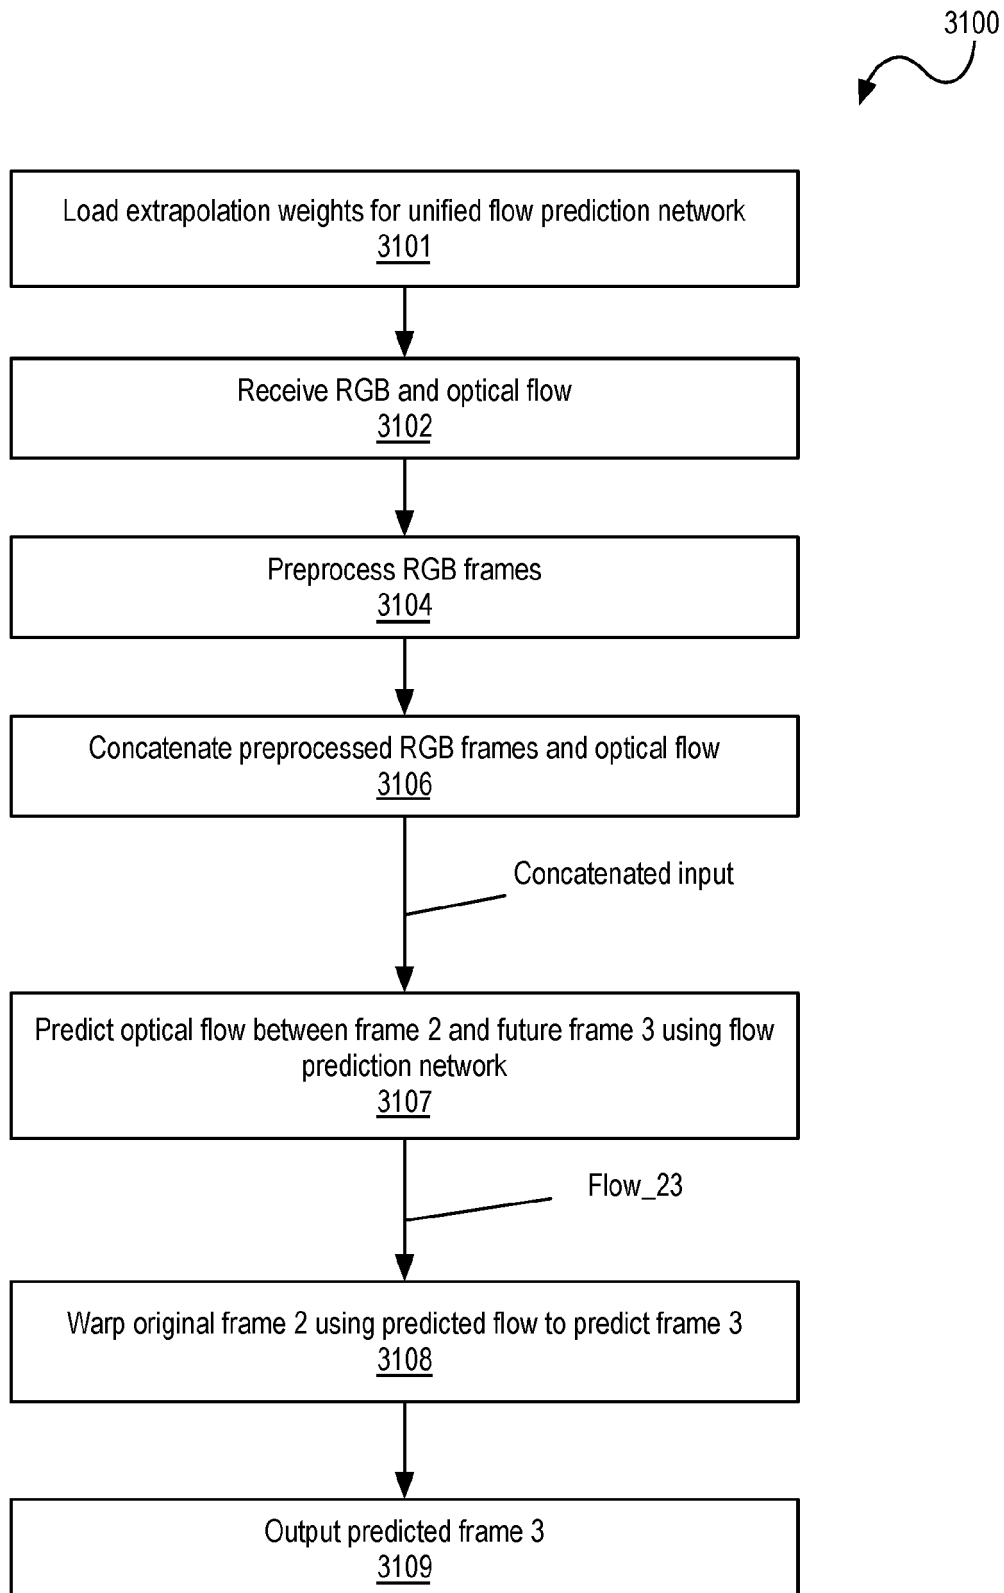 3100
Load extrapolation weights for unified flow prediction network
3101
Receive RGB and optical flow
3102
Preprocess RGB frames
3104
Concatenate preprocessed RGB frames and optical flow
3106
Concatenated input
Predict optical flow between frame 2 and future frame 3 using flow
prediction network
3107
Flow_23
Warp original frame 2 using predicted flow to predict frame 3
3108
Output predicted frame 3
3109